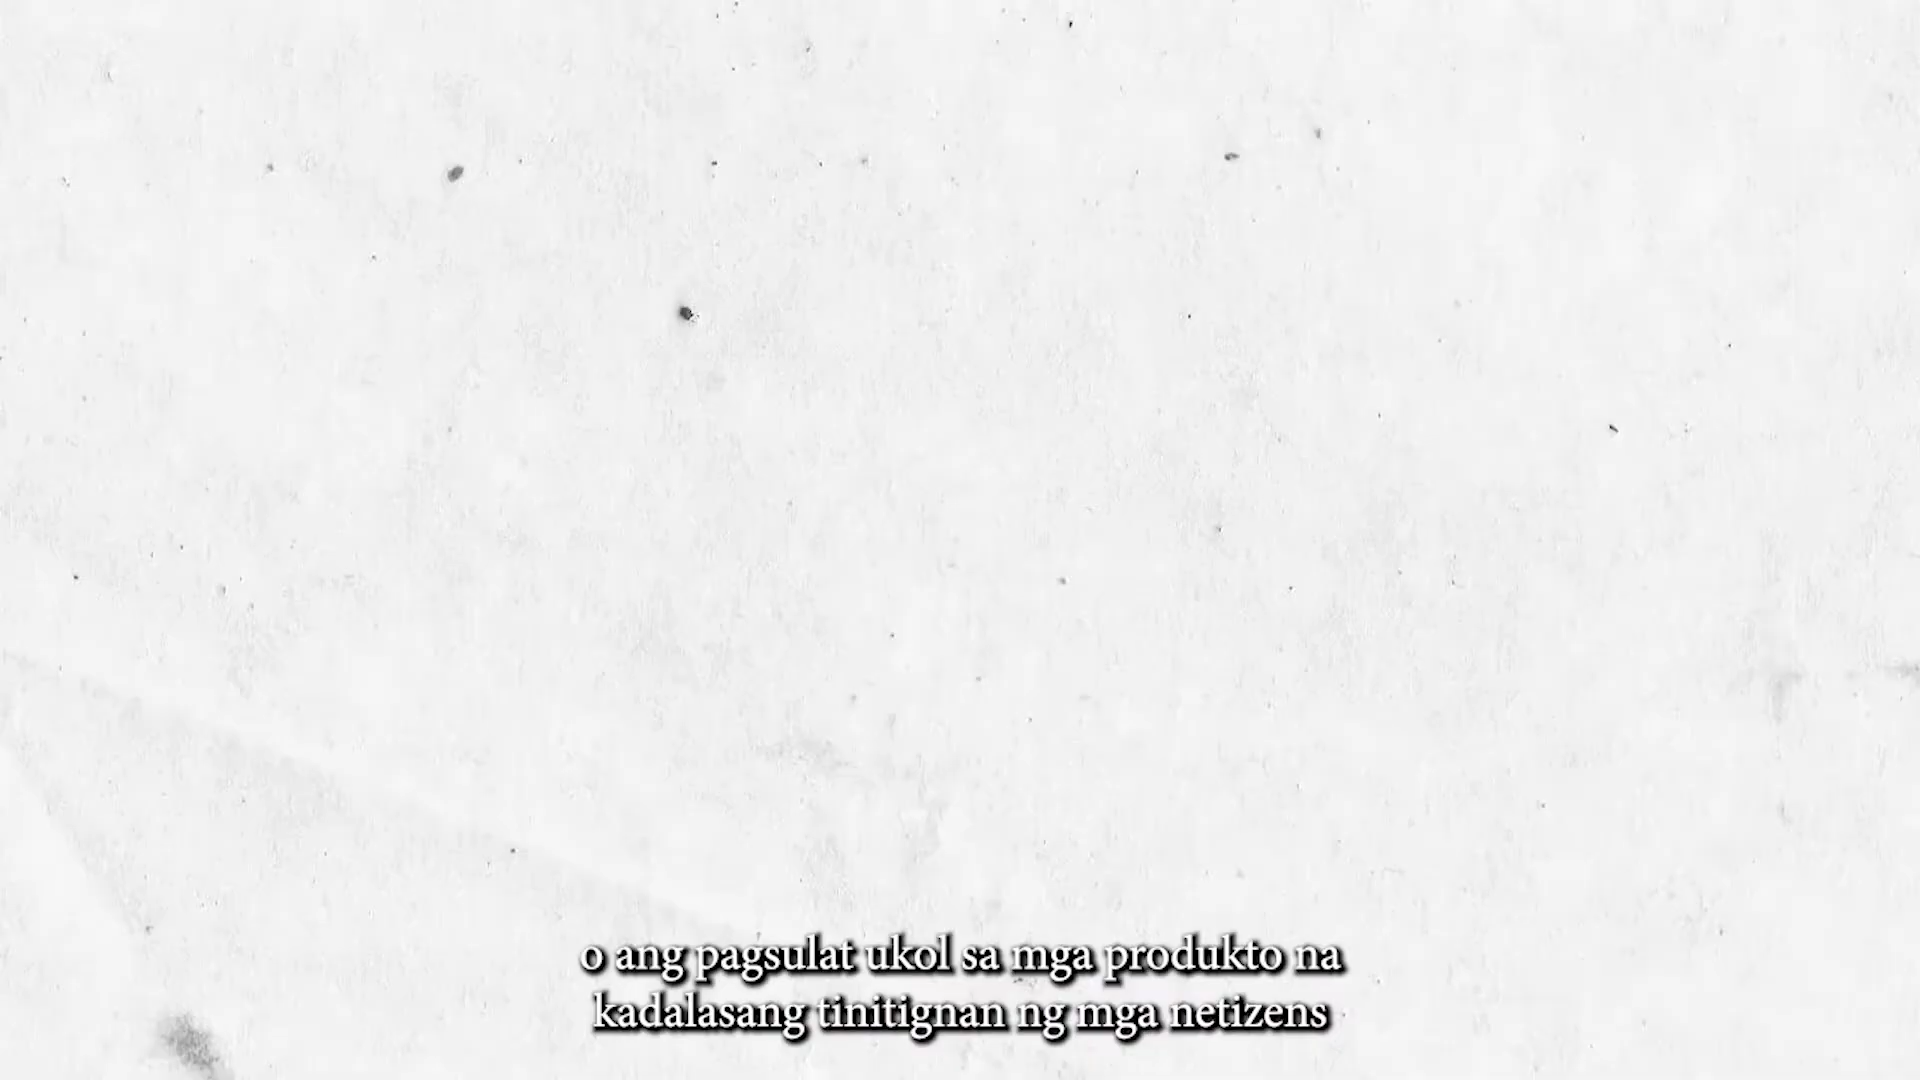 o ang pagsulat ukol sa mga produkto na
kadalasang tinitignan ng mga netizens